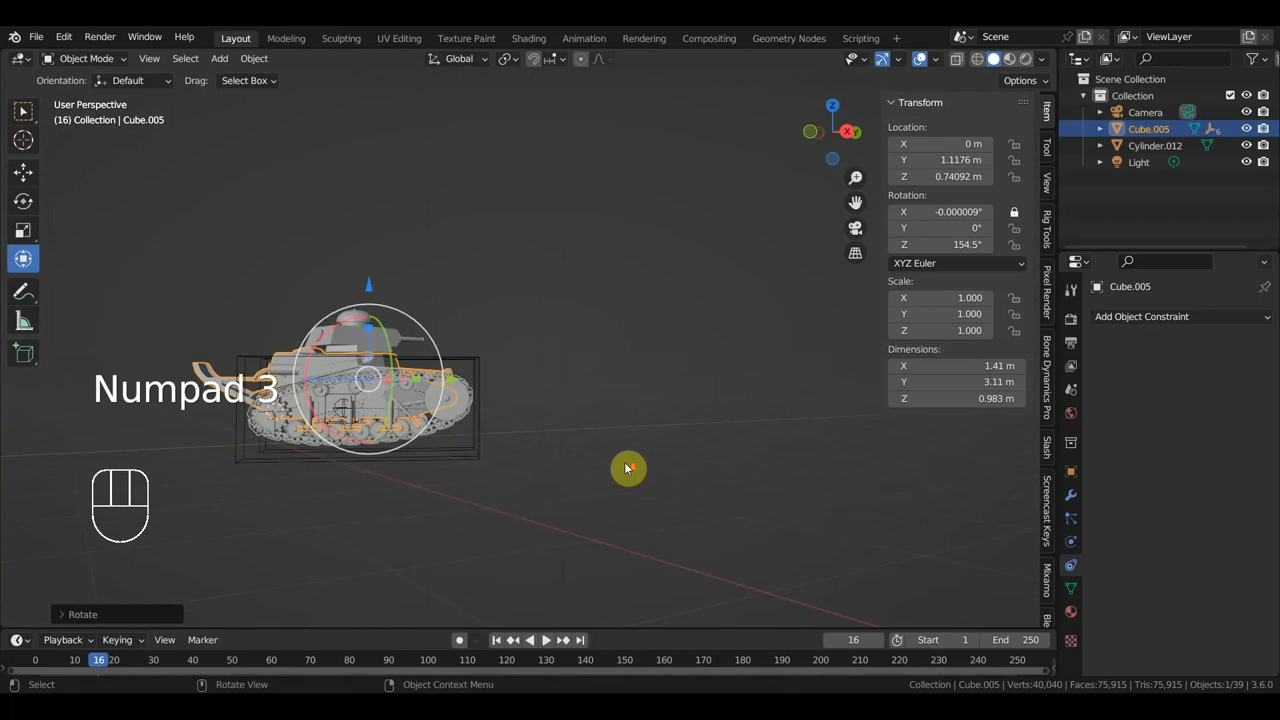 File Edit Render Window Help Layout Modeling Sculpting UV Editing Texture Paint Shading Animation Rendering Compositing Geometry Nodes Scripting + Scene ViewLayer
Object Mode View Select Add Object Global Options
Orientation: Default Drag: Select Box
User Perspective
(16) Collection | Cube.005
Transform
Location:
X 0 m
Y 1.1176 m
Z 0.74092 m
Rotation:
X -0.000009°
Y 0°
Z 154.5°
XYZ Euler
Scale:
X 1.000
Y 1.000
Z 1.000
Dimensions:
X 1.41 m
Y 3.11 m
Z 0.983 m
Z
X
Y
Item
Tool
View
Rig Tools
Pixel Render
Bone Dynamics Pro
Slash
Screencast Keys
Mixamo
Ble
Scene Collection
Collection
Camera
Cube.005 6
Cylinder.012
Light
Cube.005
Add Object Constraint
Numpad 3
Rotate
Playback Keying View Marker 16 Start 1 End 250
0 10 16 20 30 40 50 60 70 80 90 100 110 120 130 140 150 160 170 180 190 200 210 220 230 240 250
Select Rotate View Object Context Menu Collection | Cube.005 | Verts:40,040 | Faces:75,915 | Tris:75,915 | Objects:1/39 | 3.6.0